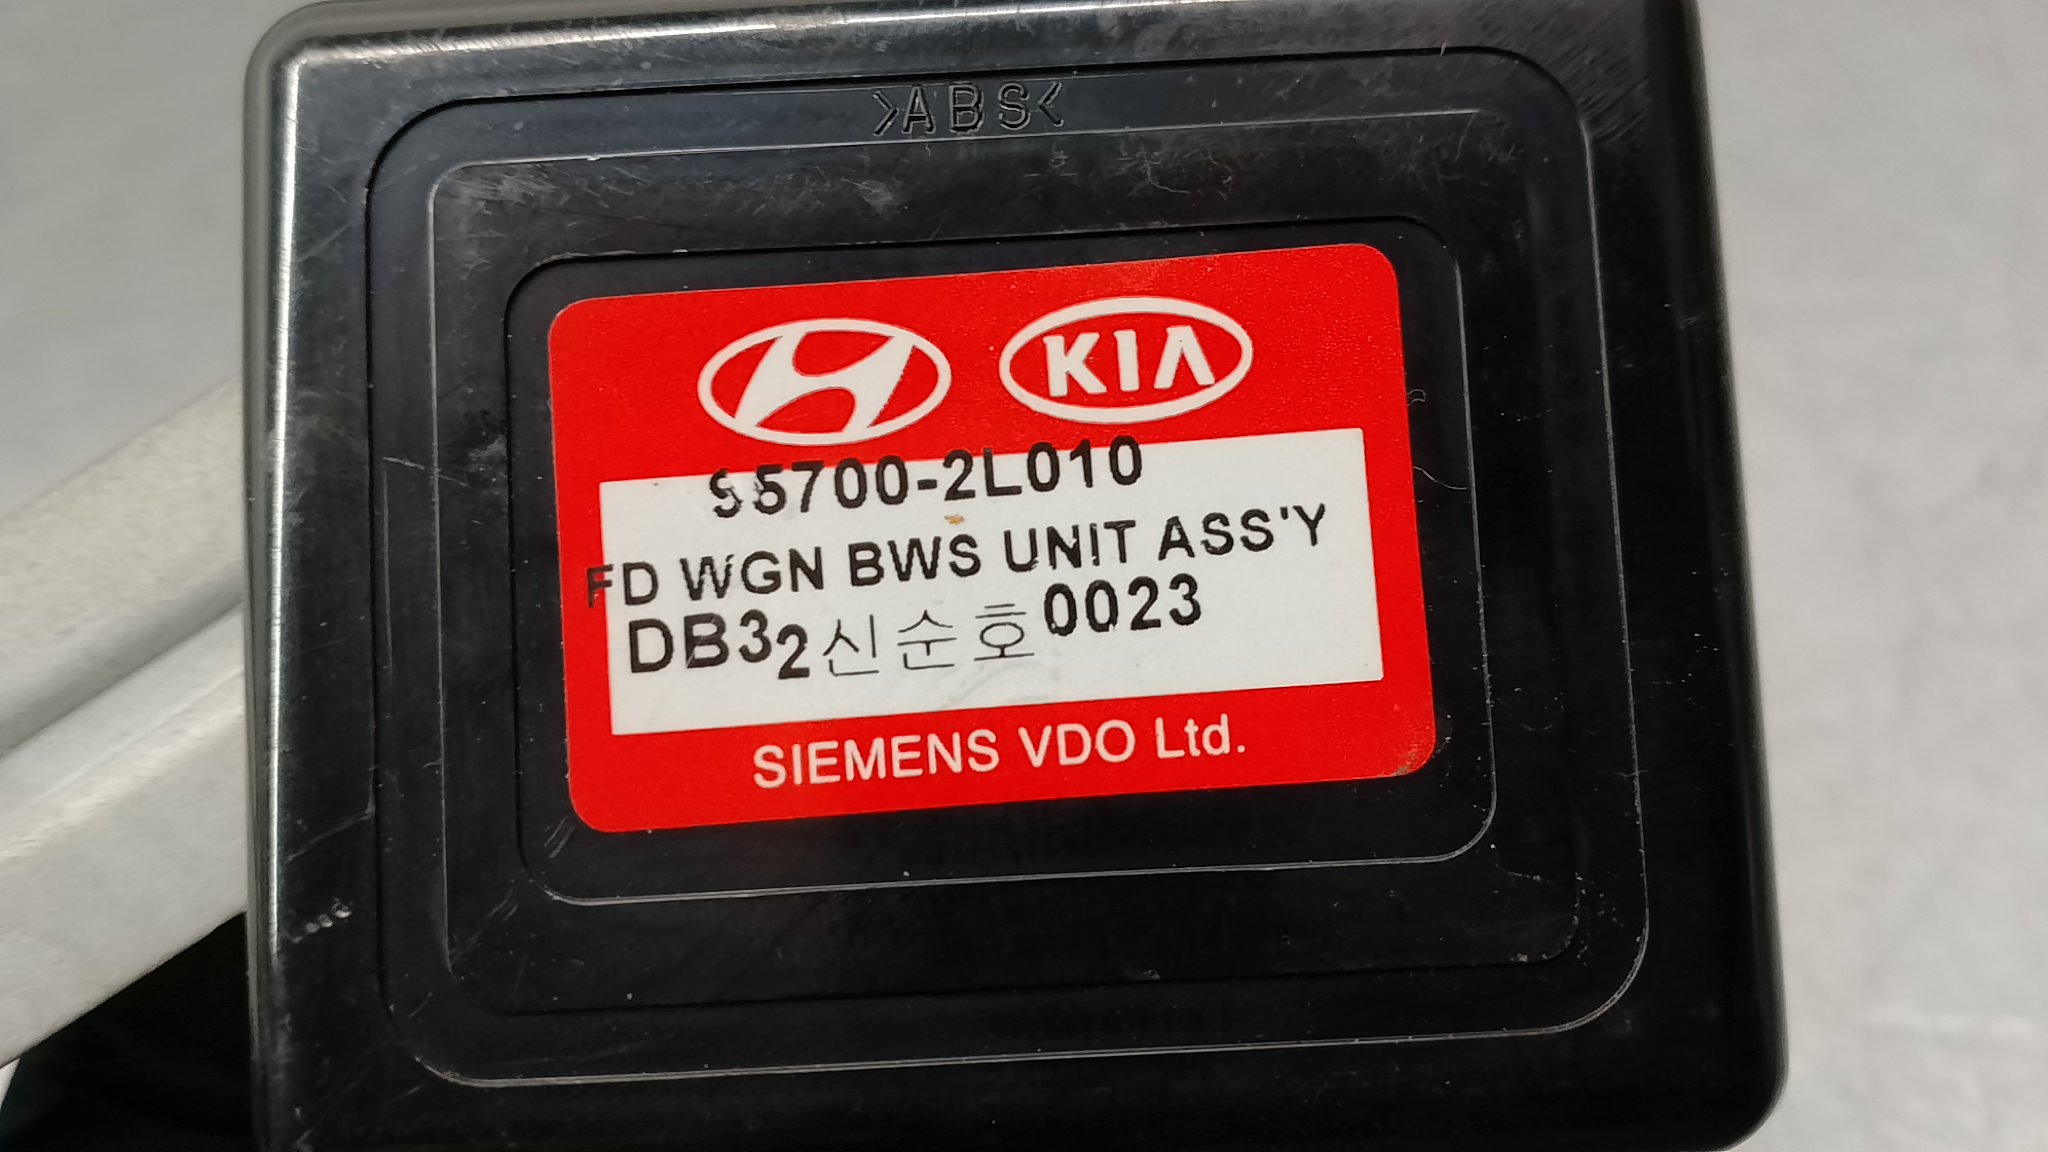 >ABS<
KIA
95700-2L010
FD WGN BWS UNIT ASS'Y
DB32신순호0023
SIEMENS VDO Ltd.